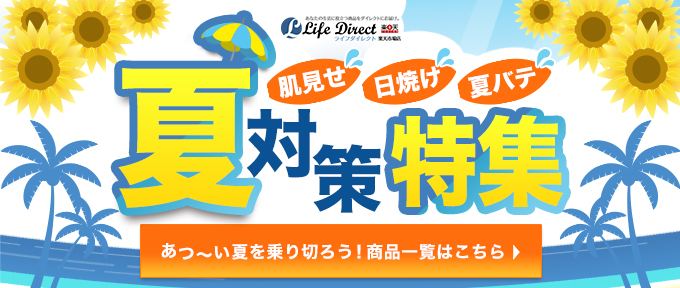 あなたの生活に役立つ商品をダイレクトにお届け。
Life Direct 楽天
ライフダイレクト 楽天市場店
肌見せ 日焼け 夏バテ
夏対策特集
あっ～い夏を乗り切ろう！商品一覧はこちら